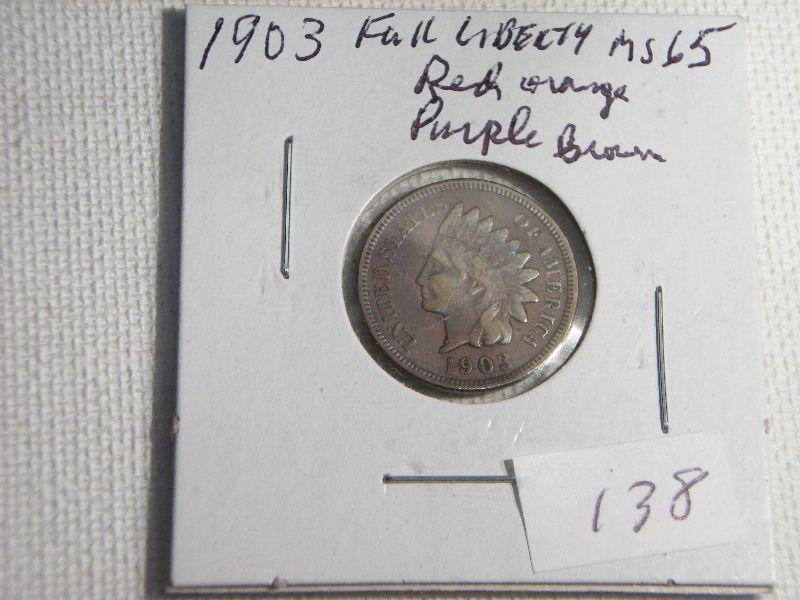 1903 Full LIBERTY MS65
Red orange
Purple Brown
UNITED STATES OF AMERICA
1903
138